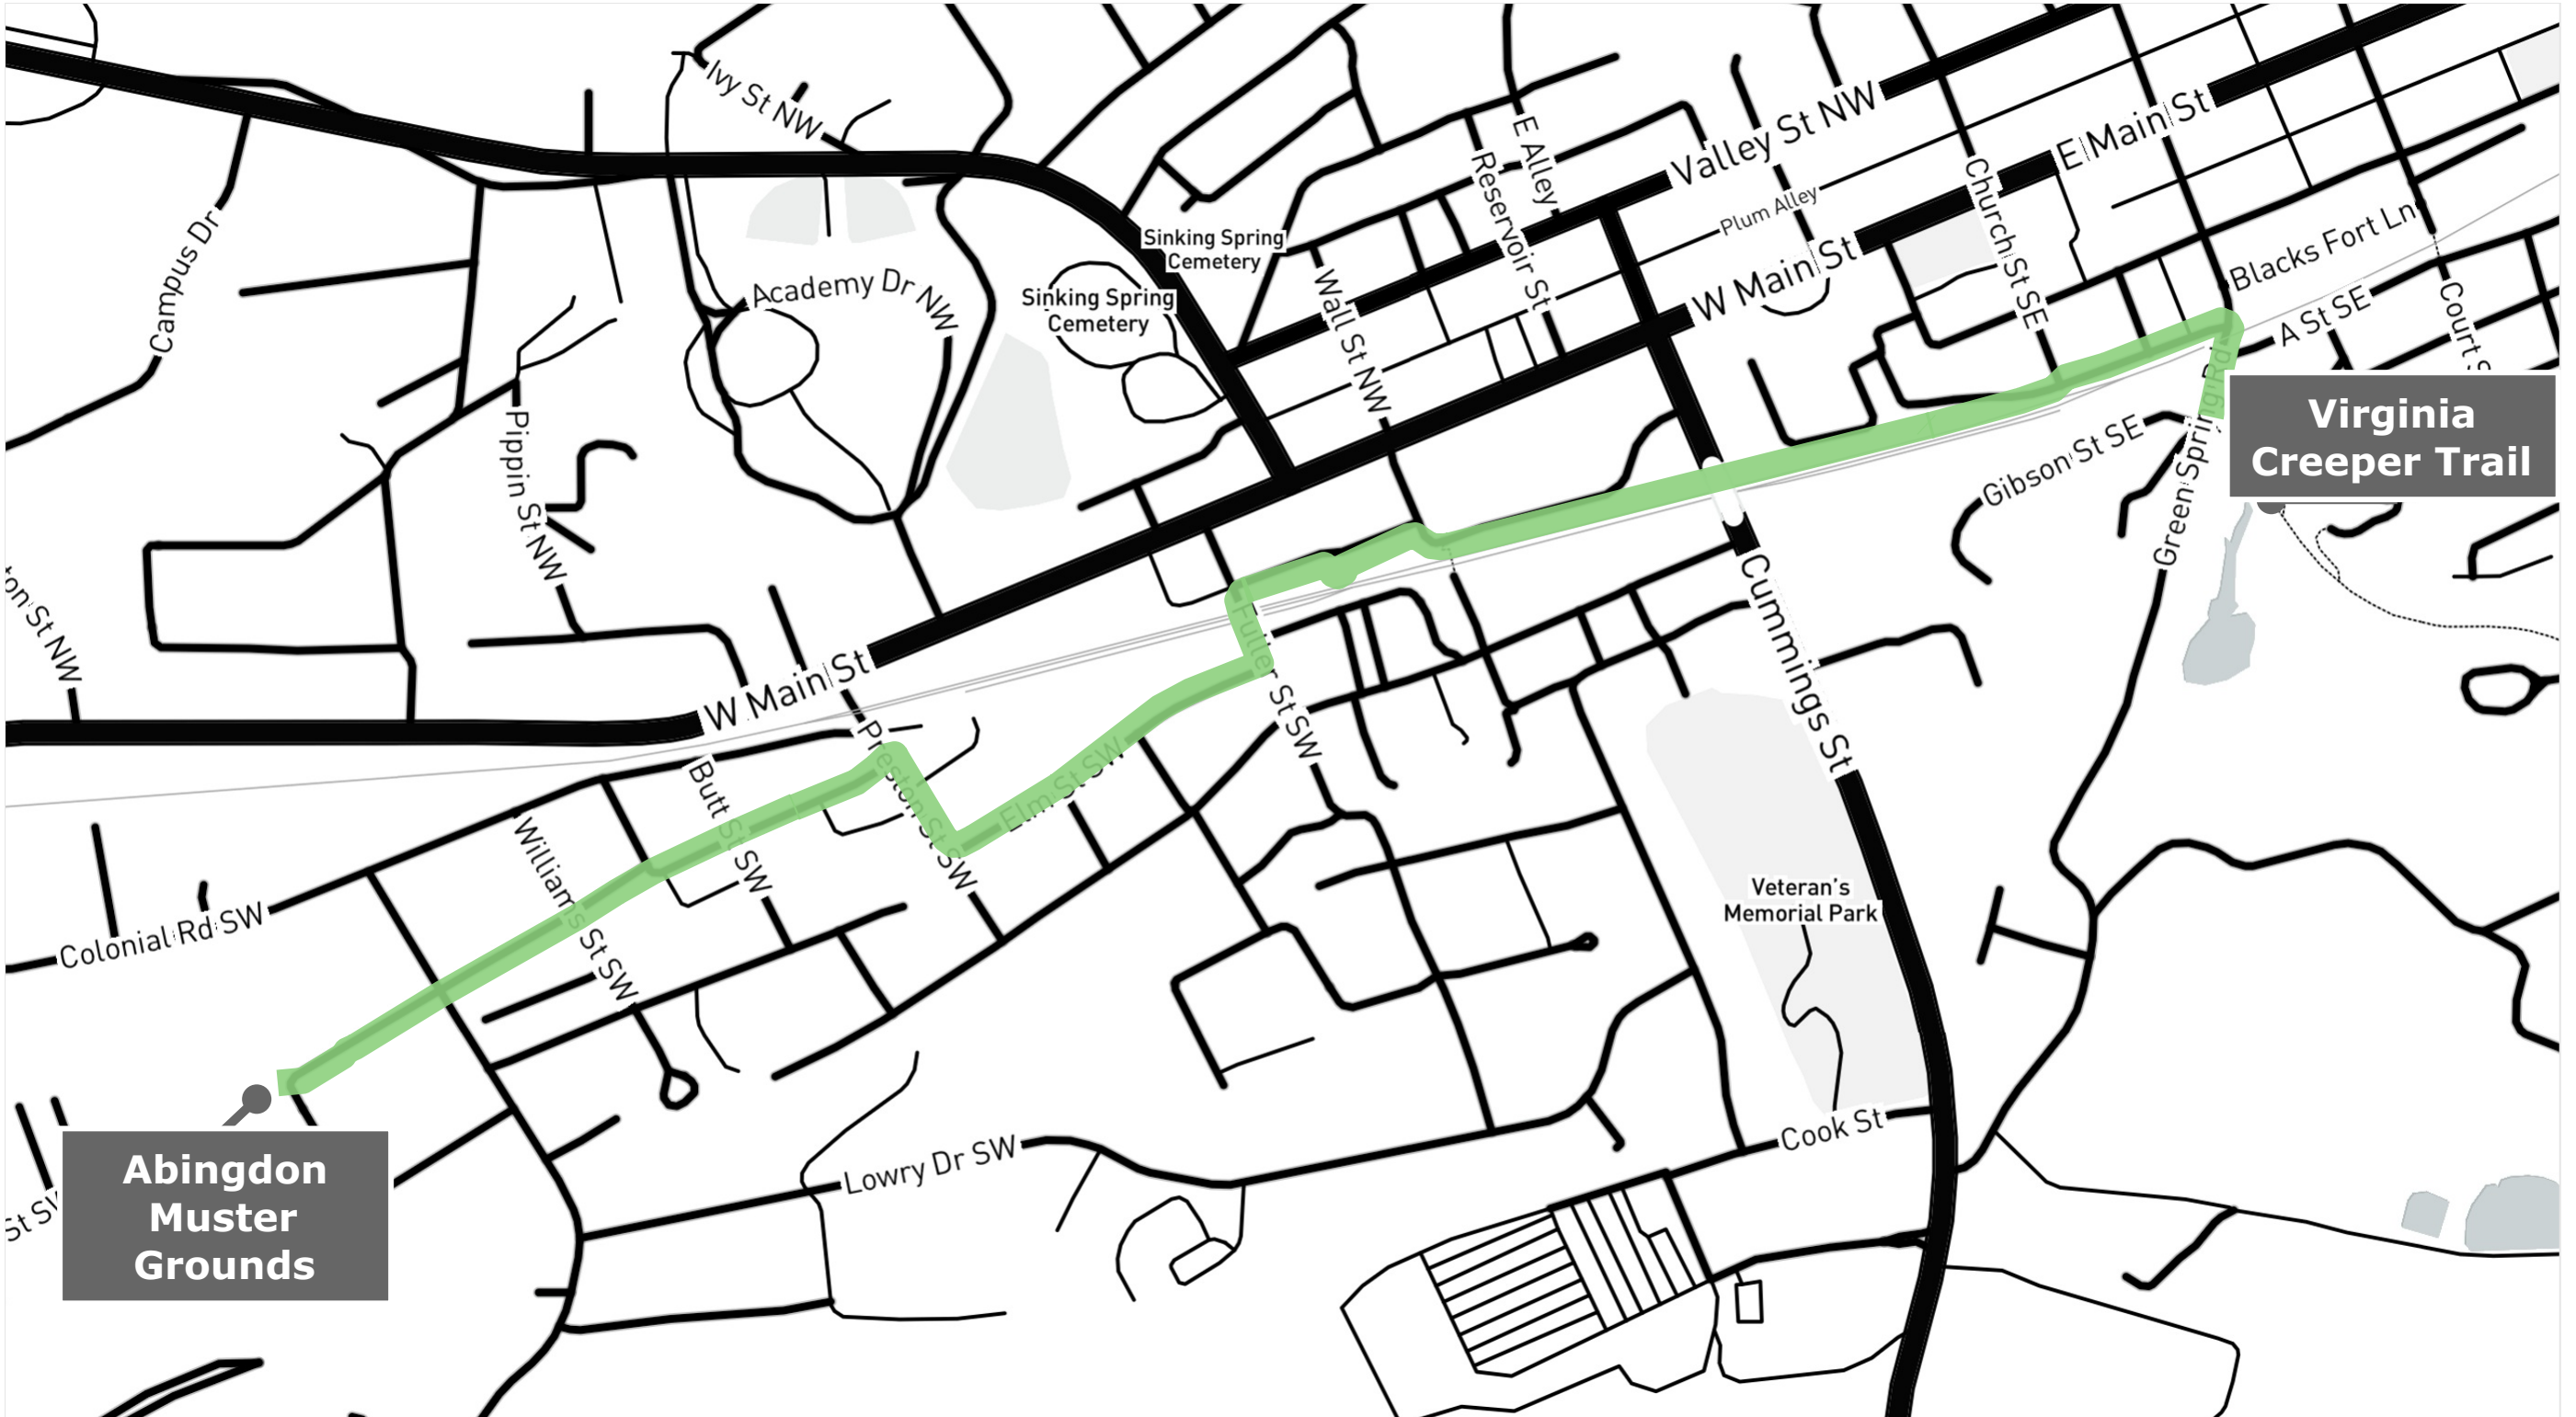 Ivy St NW
Campus Dr
Academy Dr NW
Sinking Spring
Cemetery
Sinking Spring
Cemetery
E Alley
Reservoir St
Valley St NW
Plum Alley
E Main St
Church St SE
W Main St
Wall St NW
Blacks Fort Ln
A St SE
Court S
Virginia
Creeper Trail
Gibson St SE
Green Spring Rd
Pippin St NW
ton St NW
Cummings St
Fuller St SW
W Main St
Preston St SW
Butt St SW
Elm St SW
Williams St SW
Colonial Rd SW
Veteran's
Memorial Park
Cook St
Lowry Dr SW
Abingdon
Muster
Grounds
St SW